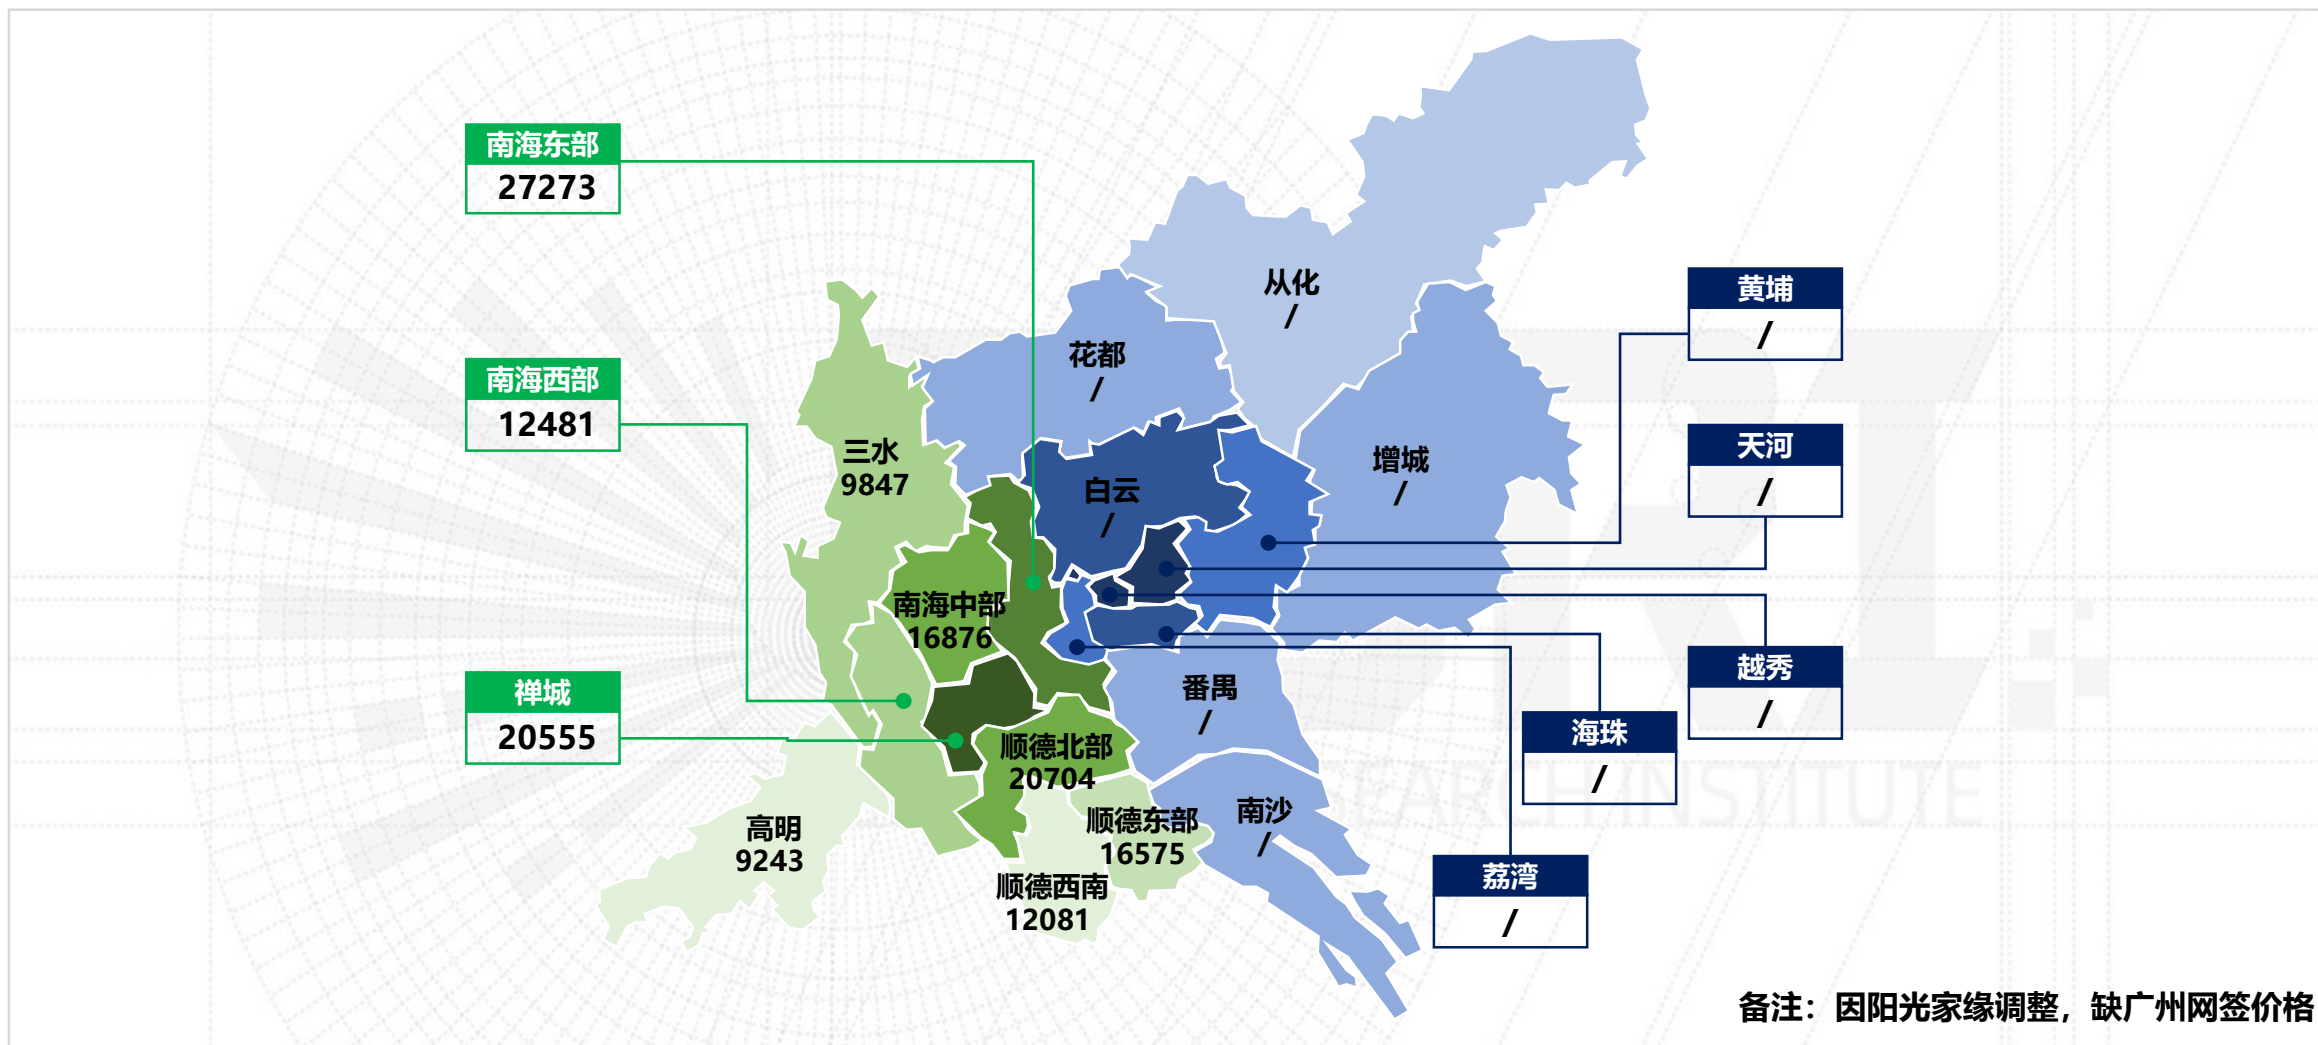 南海东部
27273
南海西部
12481
禅城
20555
三水
9847
南海中部
16876
高明
9243
顺德北部
20704
顺德东部
16575
顺德西南
12081
从化
/
花都
/
白云
/
增城
/
番禺
/
南沙
/
黄埔
/
天河
/
越秀
/
海珠
/
荔湾
/
SEARCH INSTITUTE
备注：因阳光家缘调整，缺广州网签价格